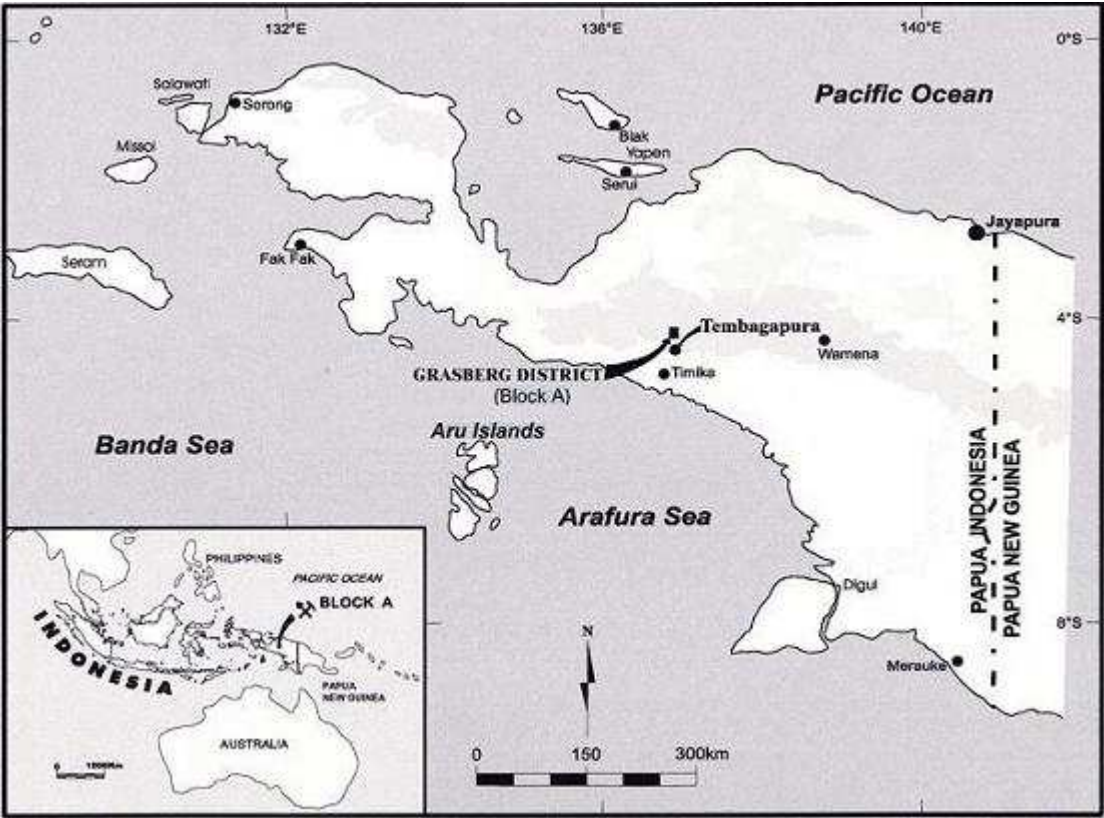 132°E
136°E
140°E
0°S
Pacific Ocean
Salawati
Sorong
Missol
Biak
Yapen
Serui
Jayapura
Fak Fak
Seram
4°S
Tembagapura
Wamena
GRASBERG DISTRICT
(Block A)
Timika
Aru Islands
Banda Sea
Arafura Sea
PAPUA INDONESIA
PAPUA NEW GUINEA
Digul
8°S
Merauke
N
0 150 300km
PHILIPPINES
PACIFIC OCEAN
BLOCK A
INDONESIA
PAPUA
NEW GUINEA
AUSTRALIA